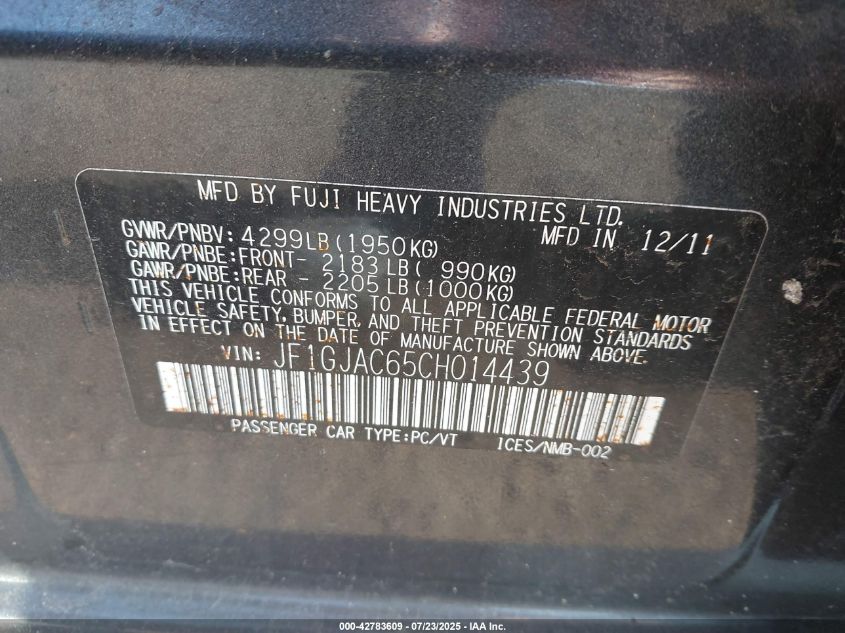 MFD BY FUJI HEAVY INDUSTRIES LTD.
MFD IN 12/11
GVWR/PNBV: 4299LB(1950KG)
GAWR/PNBE:FRONT- 2183LB( 990KG)
GAWR/PNBE:REAR - 2205LB(1000KG)
THIS VEHICLE CONFORMS TO ALL APPLICABLE FEDERAL MOTOR
VEHICLE SAFETY, BUMPER, AND THEFT PREVENTION STANDARDS
IN EFFECT ON THE DATE OF MANUFACTURE SHOWN ABOVE.
VIN: JF1GJAC65CH014439
PASSENGER CAR TYPE:PC/VT ICES/NMB-002
000-42783609 - 07/23/2025 - IAA Inc.